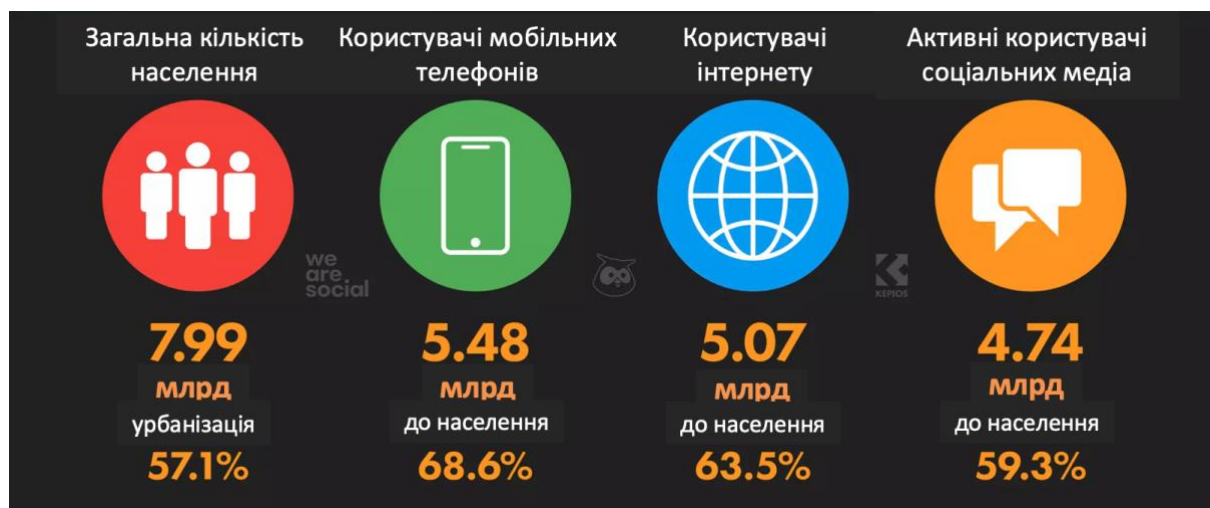 Загальна кількість
населення
Користувачі мобільних
телефонів
Користувачі
інтернету
Активні користувачі
соціальних медіа
we
are.
social
KEPIOS
7.99
млрд
урбанізація
57.1%
5.48
млрд
до населення
68.6%
5.07
млрд
до населення
63.5%
4.74
млрд
до населення
59.3%